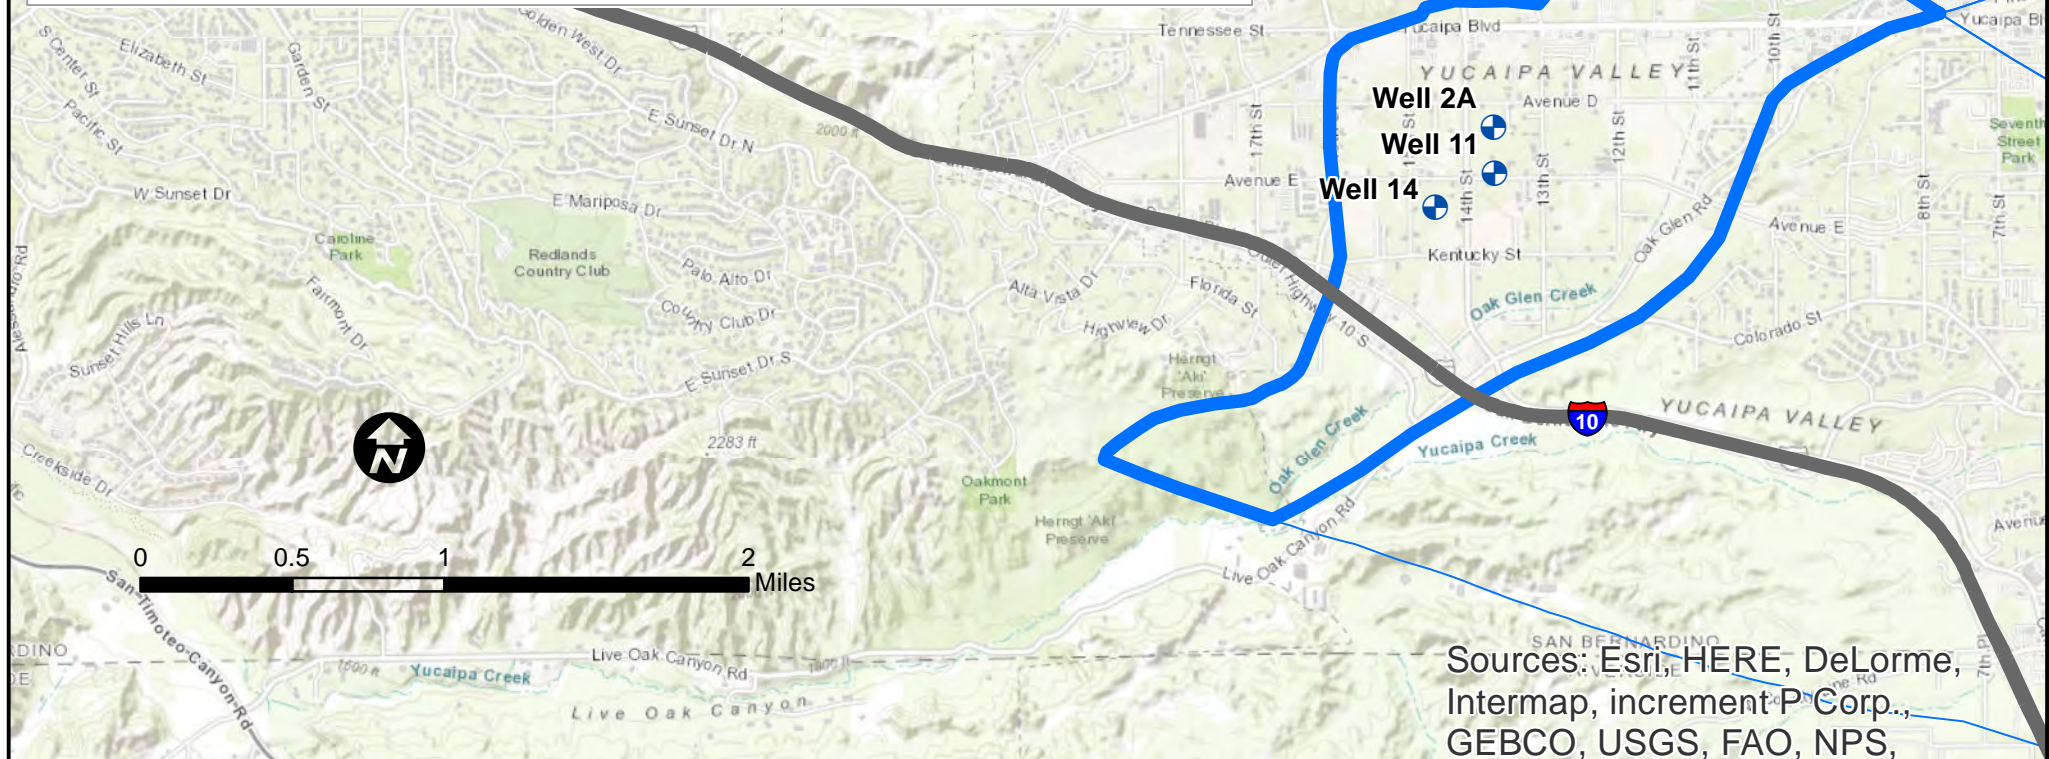 Golden West Dr
Tennessee St
Yucaipa Blvd
10th St
Yucaipa Bl
S Center St
Elizabeth St
Garden St
11th St
YUCAIPA VALLEY
Well 2A
Avenue D
Pacific St
E Sunset Dr N
2000 ft
17th St
12th St
Seventh
Street
Park
Well 11
13th St
W Sunset Dr
E Mariposa Dr
Avenue E
Well 14
14th St
8th St
7th St
Caroline
Park
Redlands
Country Club
Palo Alto Dr
Kentucky St
Oak Glen Rd
Avenue E
Fairmont Dr
Country Club Dr
Alta Vista Dr
Florida St
Outer Highway 10 S
Oak Glen Creek
Sunset Hills Ln
Highview Dr
Colorado St
E Sunset Dr S
Herngt
'Aki'
Preserve
10
YUCAIPA VALLEY
N
2283 ft
Oak Glen Creek
Yucaipa Creek
Creekside Dr
Oakmont
Park
Herngt 'Aki'
Preserve
Live Oak Canyon Rd
0 0.5 1 2
Miles
San Timoteo Canyon Rd
SAN BERNARDINO
Live Oak Canyon Rd
1600 ft
1800 ft
Yucaipa Creek
7th Pl
Live Oak Canyon
Sources: Esri, HERE, DeLorme,
Intermap, increment P Corp.,
GEBCO, USGS, FAO, NPS,